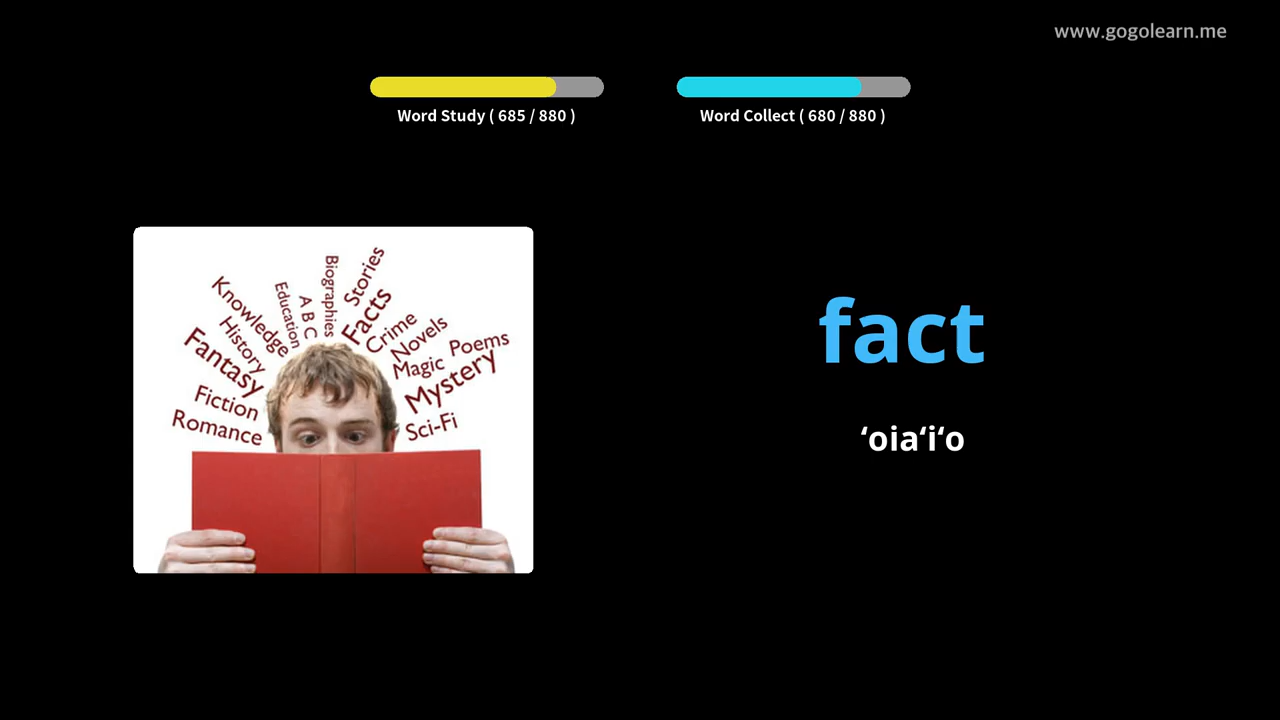 www.gogolearn.me
Word Study ( 685 / 880 )
Word Collect ( 680 / 880 )
Knowledge
History
Fantasy
Fiction
Romance
Education
A B C
Biographies
Stories
Facts
Crime
Novels
Magic
Poems
Mystery
Sci-Fi
fact
ʻoiaʻiʻo